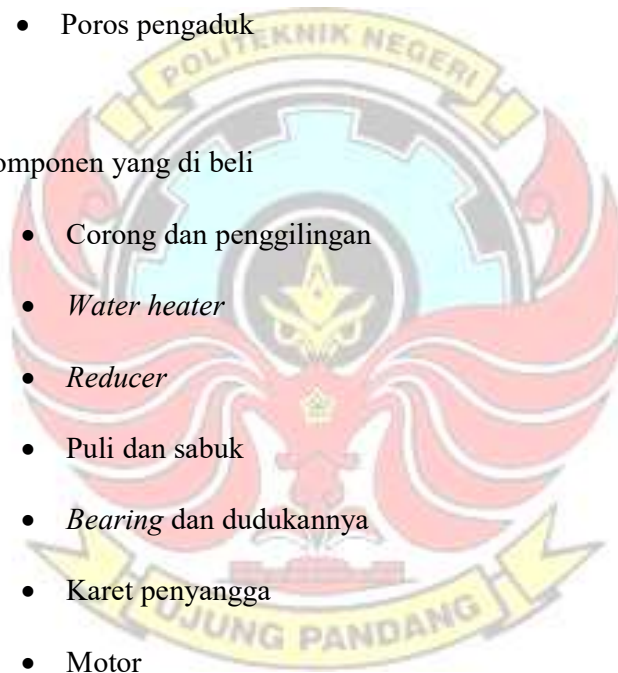 • Poros pengaduk
POLITEKNIK NEGERI
omponen yang di beli
• Corong dan penggilingan
• Water heater
• Reducer
• Puli dan sabuk
• Bearing dan dudukannya
• Karet penyangga
UJUNG PANDANG
• Motor